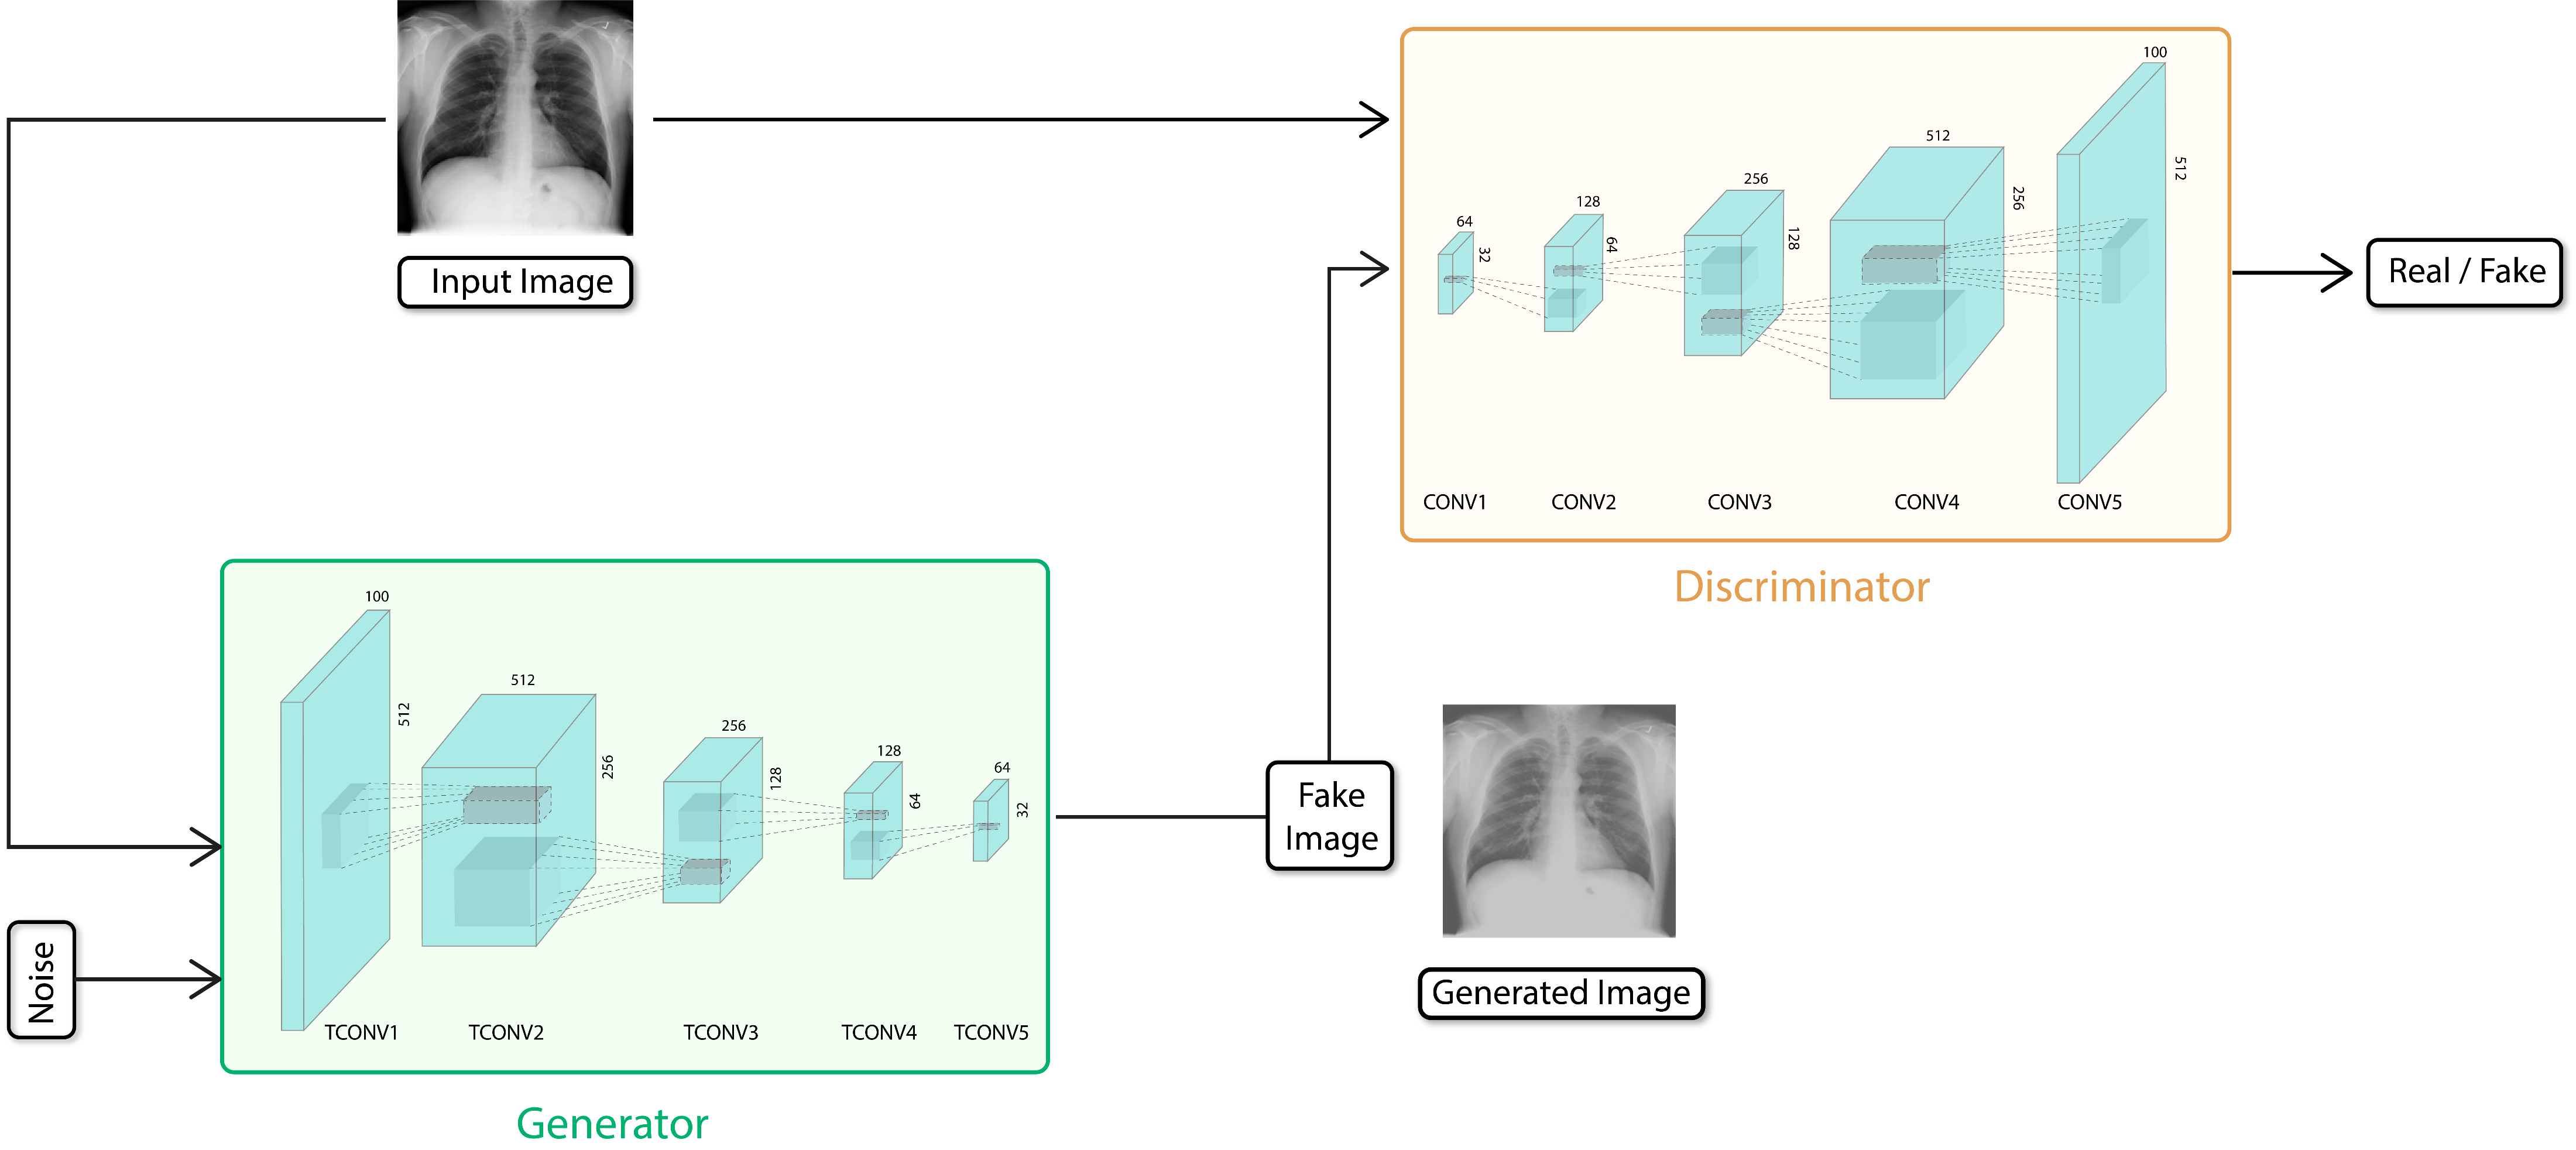 Input Image
100
512
512
256
256
128
128
64
64
32
CONV1
CONV2
CONV3
CONV4
CONV5
Real / Fake
Discriminator
100
512
512
256
256
128
128
64
64
32
TCONV1
TCONV2
TCONV3
TCONV4
TCONV5
Noise
Generator
Fake
Image
Generated Image